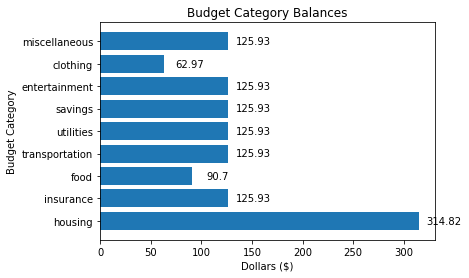 Budget Category Balances
miscellaneous 125.93
clothing 62.97
entertainment 125.93
savings 125.93
utilities 125.93
transportation 125.93
food 90.7
insurance 125.93
housing 314.82
Budget Category
0 50 100 150 200 250 300
Dollars ($)